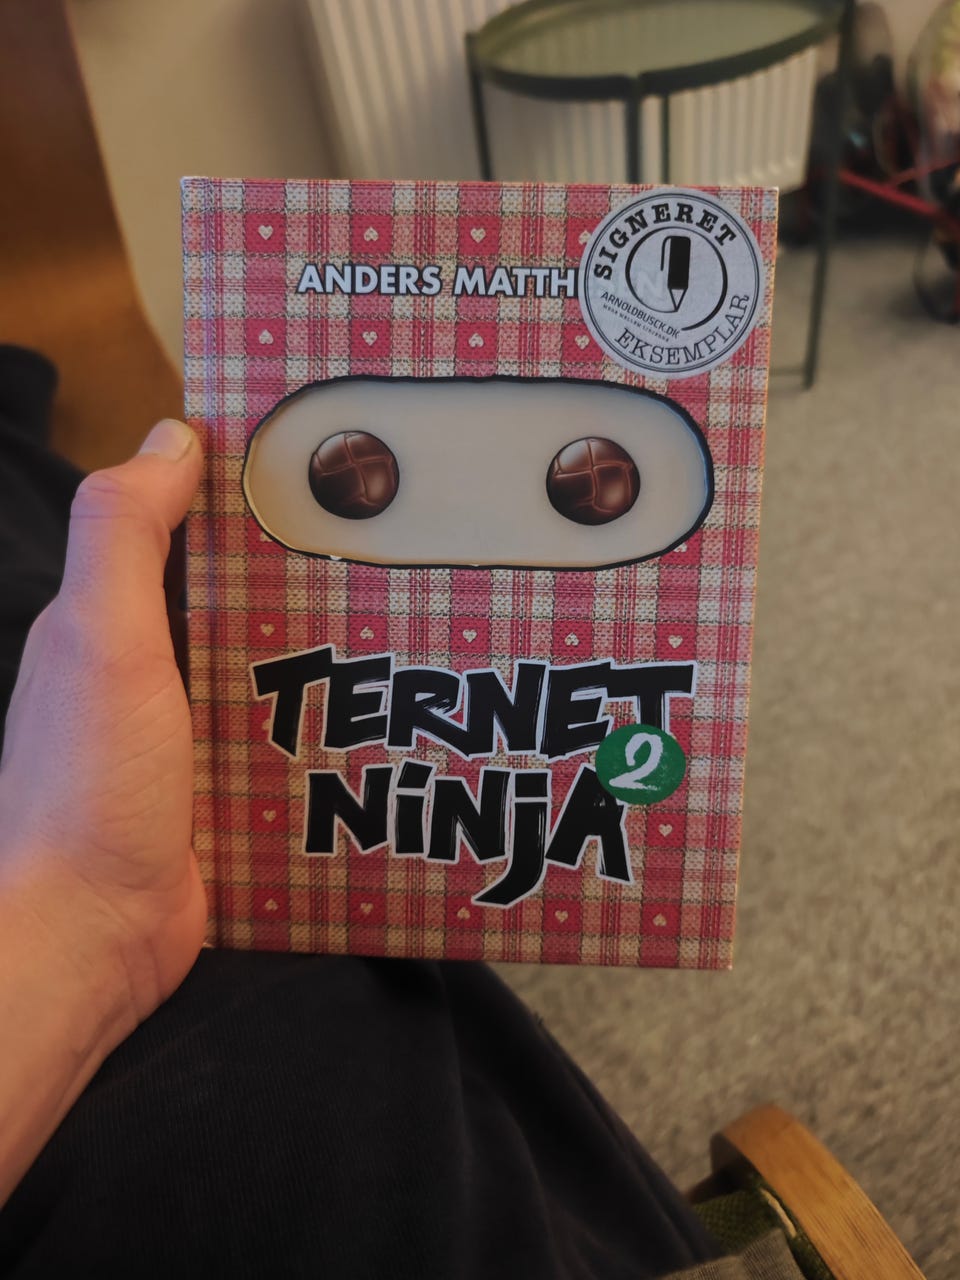 ANDERS MATTH
SIGNERET
ARNOLDBUSCK.DK
EKSEMPLAR
TERNET
2
NiNjA